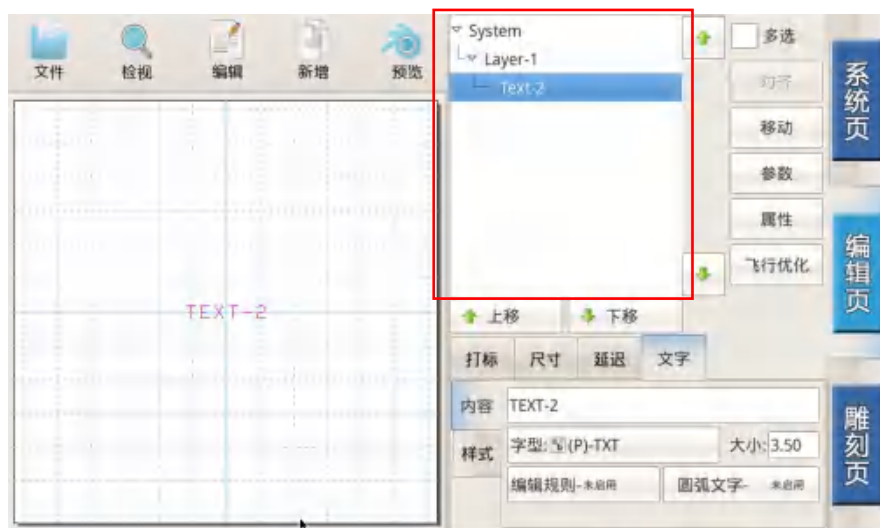 文件 检视 编辑 新增 预览
System
Layer-1
Text-2
多选
对齐
移动
参数
属性
飞行优化
上移 下移
TEXT-2
打标 尺寸 延迟 文字
内容 TEXT-2
样式 字型: (P)-TXT 大小: 3.50
编辑规则-未启用 圆弧文字- 未启用
系统页
编辑页
雕刻页